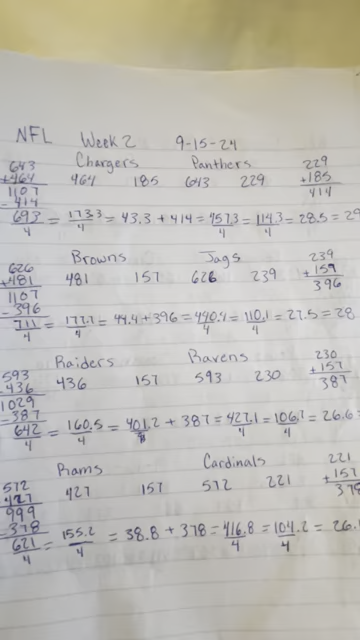 NFL Week 2 9-15-24
643 Chargers Panthers 229
+464 464 185 643 229 +185
1107 414
-414
693 = 173.3 = 43.3 + 414 = 457.3 = 114.3 = 28.5 = 29
4 4 4 4
Browns Jags 239
626 481 157 626 239 +159
+481 396
1107
-396
711 = 177.7 = 44.4 + 396 = 440.4 = 110.1 = 27.5 = 28
4 4 4 4
593 Raiders Ravens 230
436 436 157 593 230 +157
1029 387
-387
642 = 160.5 = 401.2 + 387 = 427.1 = 106.7 = 26.6
4 4 4 4
Rams Cardinals 221
572 427 157 572 221 +157
427 378
999
-378
621 = 155.2 = 38.8 + 378 = 416.8 = 104.2 = 26.
4 4 4 4